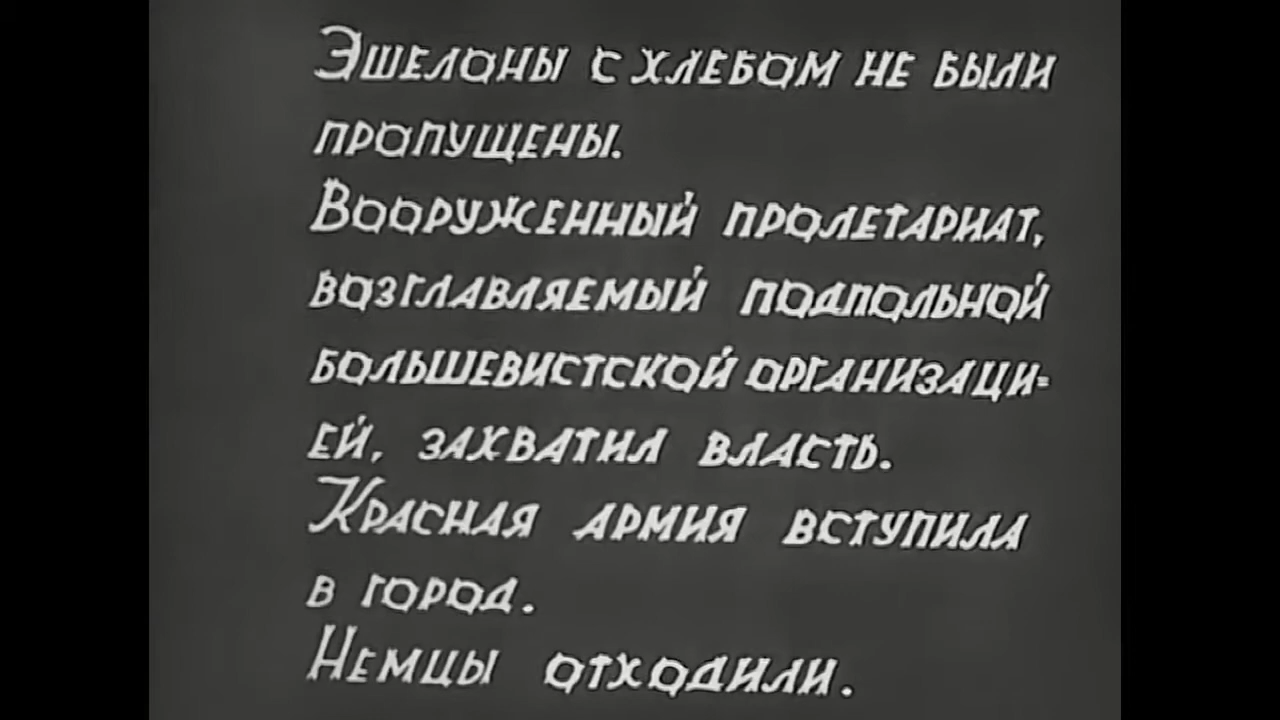 Эшелоны с хлебом не были
пропущены.
Вооруженный пролетариат,
возглавляемый подпольной
большевистской организаци-
ей, захватил власть.
Красная армия вступила
в город.
Немцы отходили.